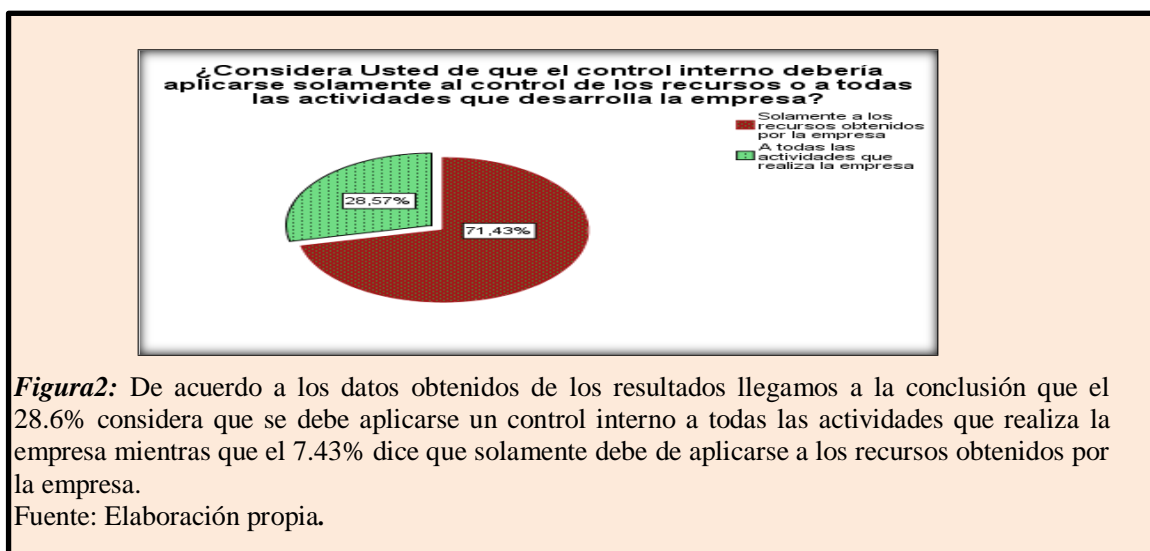 ¿Considera Usted de que el control interno debería
aplicarse solamente al control de los recursos o a todas
las actividades que desarrolla la empresa?
Solamente a los
recursos obtenidos
por la empresa
A todas las
actividades que
realiza la empresa
28,57%
71,43%
Figura2: De acuerdo a los datos obtenidos de los resultados llegamos a la conclusión que el
28.6% considera que se debe aplicarse un control interno a todas las actividades que realiza la
empresa mientras que el 7.43% dice que solamente debe de aplicarse a los recursos obtenidos por
la empresa.
Fuente: Elaboración propia.